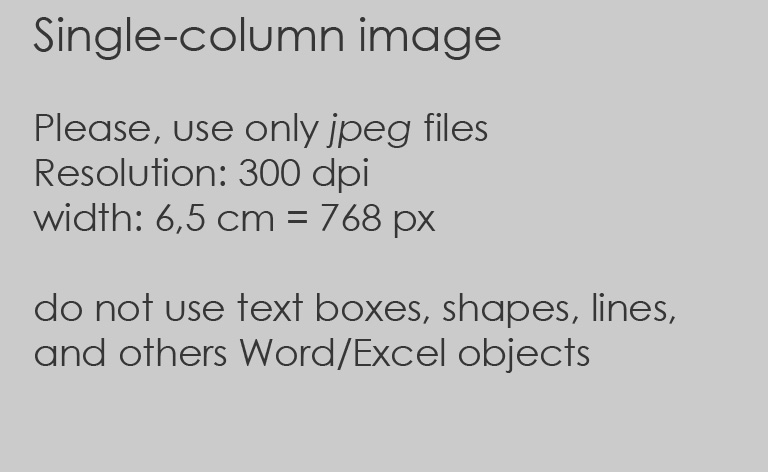 Single-column image
Please, use only jpeg files
Resolution: 300 dpi
width: 6,5 cm = 768 px
do not use text boxes, shapes, lines,
and others Word/Excel objects